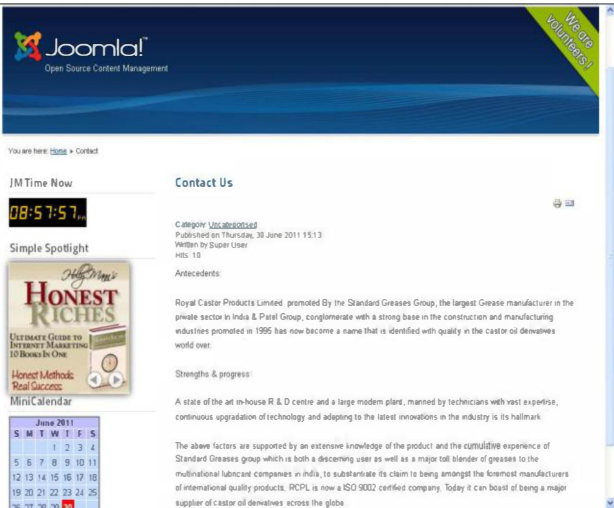 We are volunteers!
Joomla!
Open Source Content Management
You are here: Home » Contact
JM Time Now
08:57:57 PM
Simple Spotlight
Holly Mann's
HONEST RICHES
ULTIMATE GUIDE TO
INTERNET MARKETING
10 BOOKS IN ONE
Honest Methods
Real Success
MiniCalendar
June 2011
S M T W T F S
1 2 3 4
5 6 7 8 9 10 11
12 13 14 15 16 17 18
19 20 21 22 23 24 25
26 27 28 29 30
Contact Us
Category: Uncategorised
Published on Thursday, 30 June 2011 15:13
Written by Super User
Hits: 10
Antecedents:
Royal Castor Products Limited promoted By the Standard Greases Group, the largest Grease manufacturer in the
private sector in India & Patel Group, conglomerate with a strong base in the construction and manufacturing
industries promoted in 1995 has now become a name that is identified with quality in the castor oil derivatives
world over.
Strengths & progress:
A state of the art in-house R & D centre and a large modern plant, manned by technicians with vast expertise,
continuous upgradation of technology and adapting to the latest innovations in the industry is its hallmark
The above factors are supported by an extensive knowledge of the product and the cumulative experience of
Standard Greases group which is both a discerning user as well as a major toll blender of greases to the
multinational lubricant companies in india, to substantiate its claim to being amongst the foremost manufacturers
of international quality products. RCPL is now a ISO 9002 certified company. Today it can boast of being a major
supplier of castor oil derivatives across the globe.